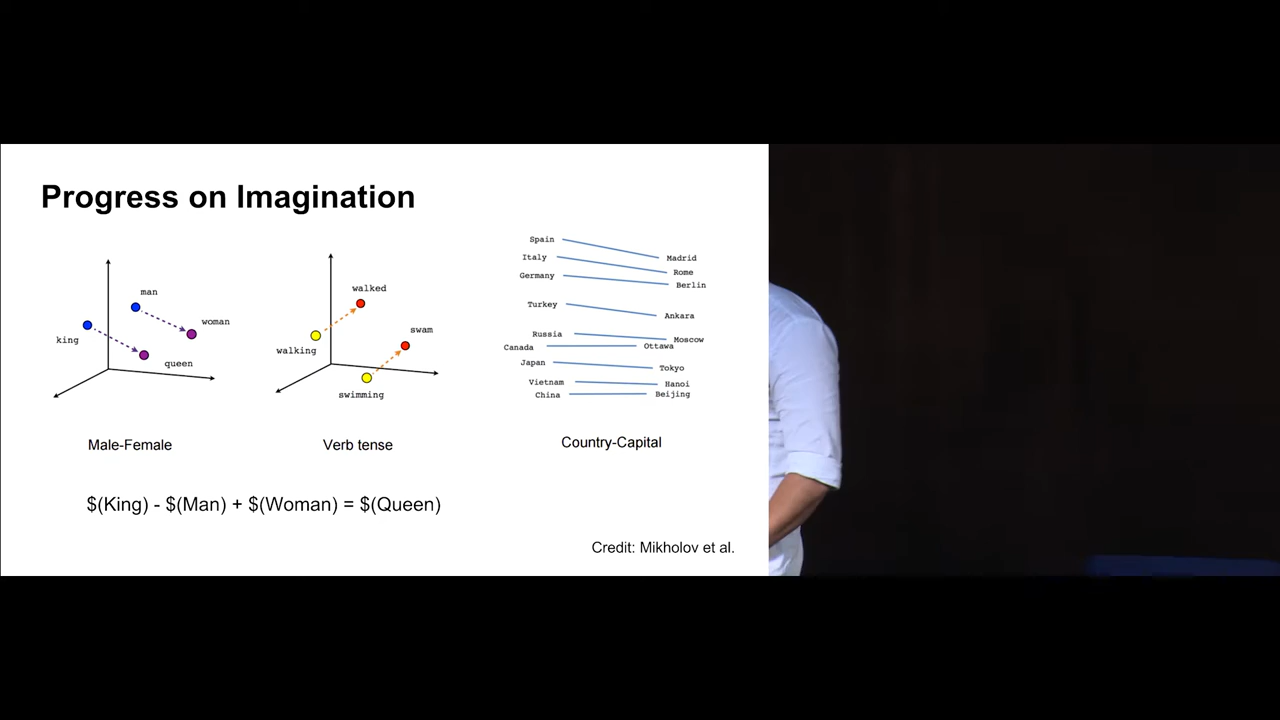 Progress on Imagination
man
woman
king
queen
Male-Female
walked
swam
walking
swimming
Verb tense
Spain Madrid
Italy Rome
Germany Berlin
Turkey Ankara
Russia Moscow
Canada Ottawa
Japan Tokyo
Vietnam Hanoi
China Beijing
Country-Capital
$(King) - $(Man) + $(Woman) = $(Queen)
Credit: Mikholov et al.